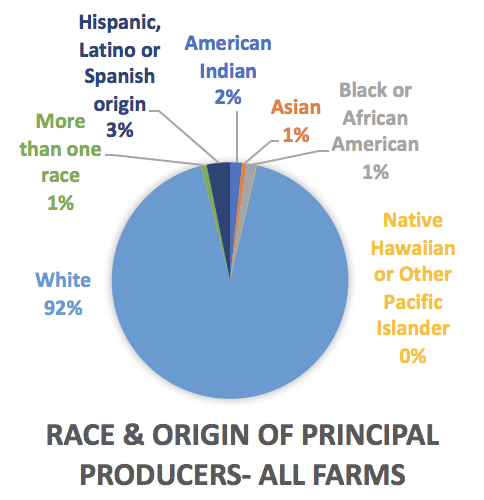 Hispanic,
Latino or
Spanish
origin
3%
American
Indian
2%
Asian
1%
Black or
African
American
1%
More
than one
race
1%
Native
Hawaiian
or Other
Pacific
Islander
0%
White
92%
RACE & ORIGIN OF PRINCIPAL
PRODUCERS- ALL FARMS